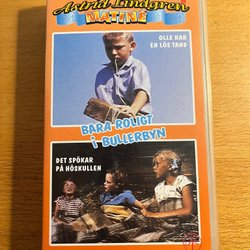 Astrid Lindgren
MATINÉ
OLLE HAR
EN LÖS TAND
BARA ROLIGT
i BULLERBYN
DET SPÖKAR
PÅ HÖSKULLEN